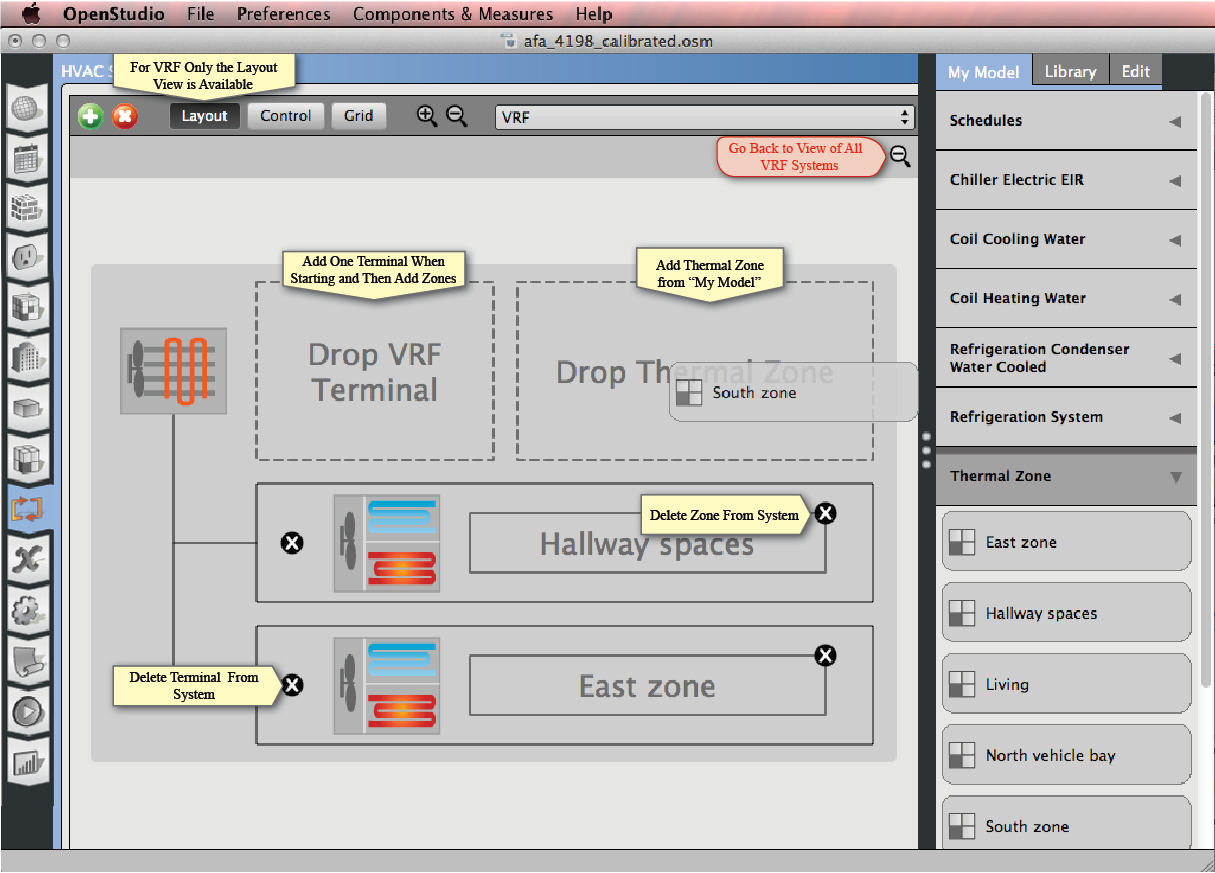 OpenStudio File Preferences Components & Measures Help
afa_4198_calibrated.osm
HVAC S
For VRF Only the Layout
View is Available
My Model Library Edit
Layout Control Grid VRF
Go Back to View of All
VRF Systems
Schedules
Chiller Electric EIR
Coil Cooling Water
Coil Heating Water
Refrigeration Condenser
Water Cooled
Refrigeration System
Thermal Zone
East zone
Hallway spaces
Living
North vehicle bay
South zone
Add One Terminal When
Starting and Then Add Zones
Add Thermal Zone
from “My Model”
Drop VRF
Terminal
Drop Thermal Zone
South zone
Delete Zone From System
Hallway spaces
Delete Terminal From
System
East zone